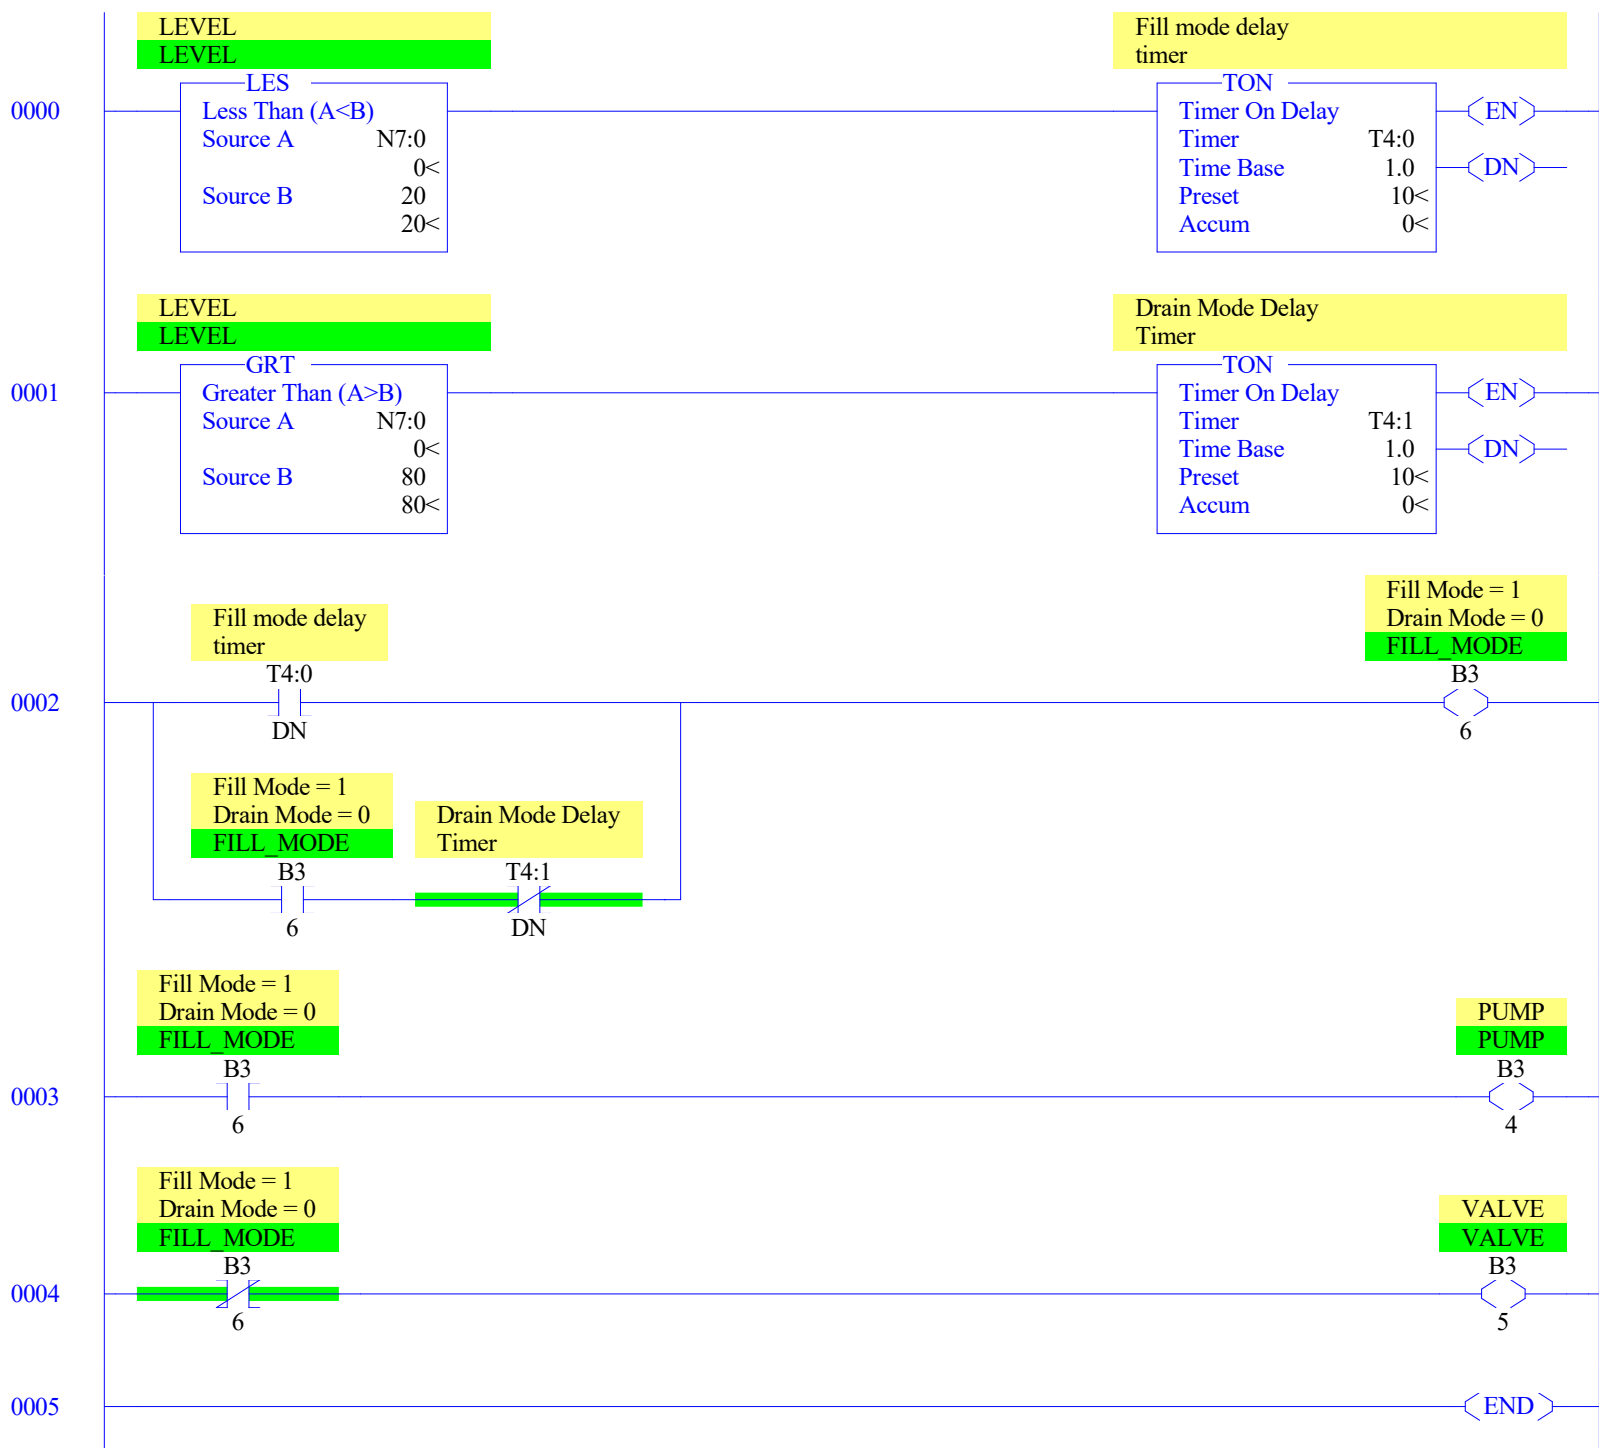 LEVEL
LEVEL
LES
Less Than (A<B)
Source A N7:0
0<
Source B 20
20<
Fill mode delay
timer
TON
Timer On Delay
Timer T4:0
Time Base 1.0
Preset 10<
Accum 0<
EN
DN
0000
LEVEL
LEVEL
GRT
Greater Than (A>B)
Source A N7:0
0<
Source B 80
80<
Drain Mode Delay
Timer
TON
Timer On Delay
Timer T4:1
Time Base 1.0
Preset 10<
Accum 0<
EN
DN
0001
Fill mode delay
timer
T4:0
DN
Fill Mode = 1
Drain Mode = 0
FILL_MODE
B3
6
0002
Fill Mode = 1
Drain Mode = 0
FILL_MODE
B3
6
Drain Mode Delay
Timer
T4:1
DN
Fill Mode = 1
Drain Mode = 0
FILL_MODE
B3
6
0003
PUMP
PUMP
B3
4
Fill Mode = 1
Drain Mode = 0
FILL_MODE
B3
6
0004
VALVE
VALVE
B3
5
0005
END